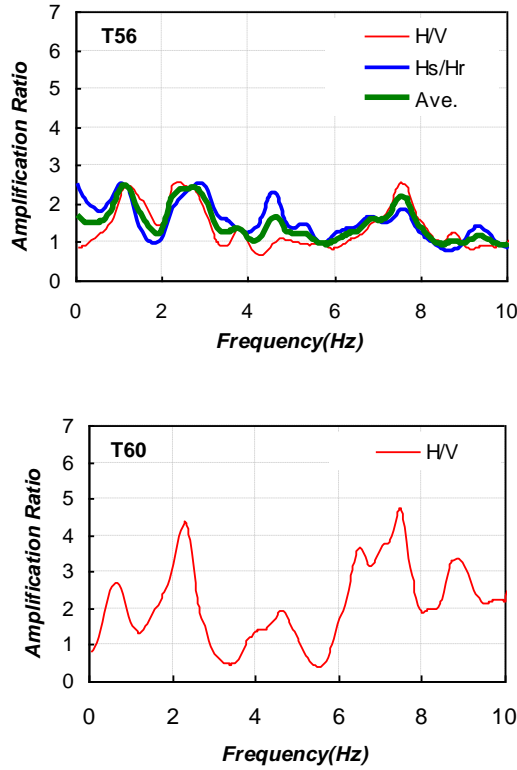 7
T56
H/V
6
Hs/Hr
5
Ave.
4
3
2
1
0
Amplification Ratio
0 2 4 6 8 10
Frequency(Hz)
7
T60
H/V
6
5
4
3
2
1
0
Amplification Ratio
0 2 4 6 8 10
Frequency(Hz)